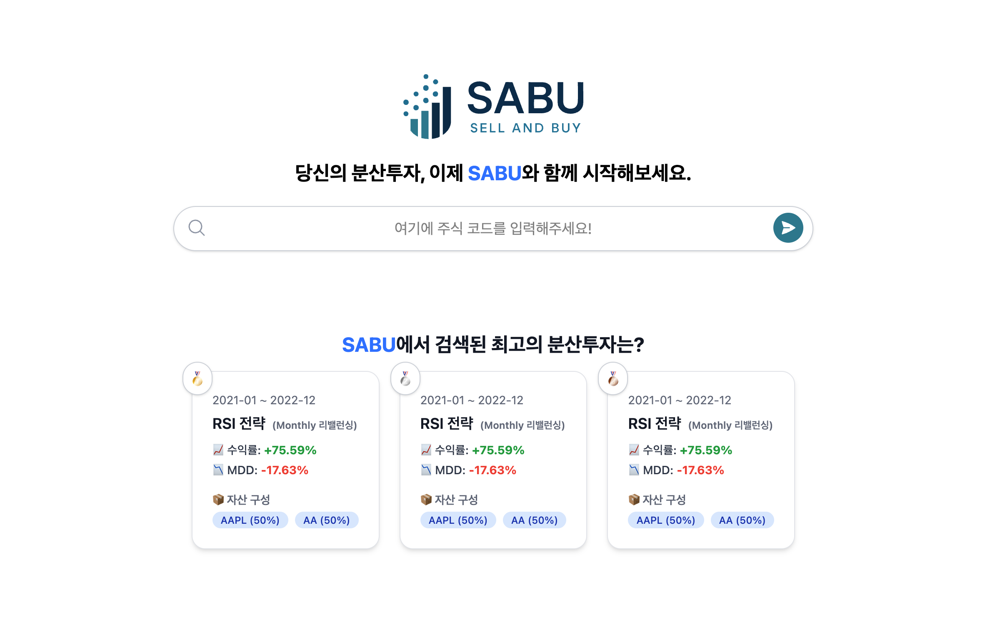 SABU
SELL AND BUY
당신의 분산투자, 이제 SABU와 함께 시작해보세요.
여기에 주식 코드를 입력해주세요!
SABU에서 검색된 최고의 분산투자는?
1
2021-01 ~ 2022-12
RSI 전략 (Monthly 리밸런싱)
수익률: +75.59%
MDD: -17.63%
자산 구성
AAPL (50%) AA (50%)
2
2021-01 ~ 2022-12
RSI 전략 (Monthly 리밸런싱)
수익률: +75.59%
MDD: -17.63%
자산 구성
AAPL (50%) AA (50%)
3
2021-01 ~ 2022-12
RSI 전략 (Monthly 리밸런싱)
수익률: +75.59%
MDD: -17.63%
자산 구성
AAPL (50%) AA (50%)